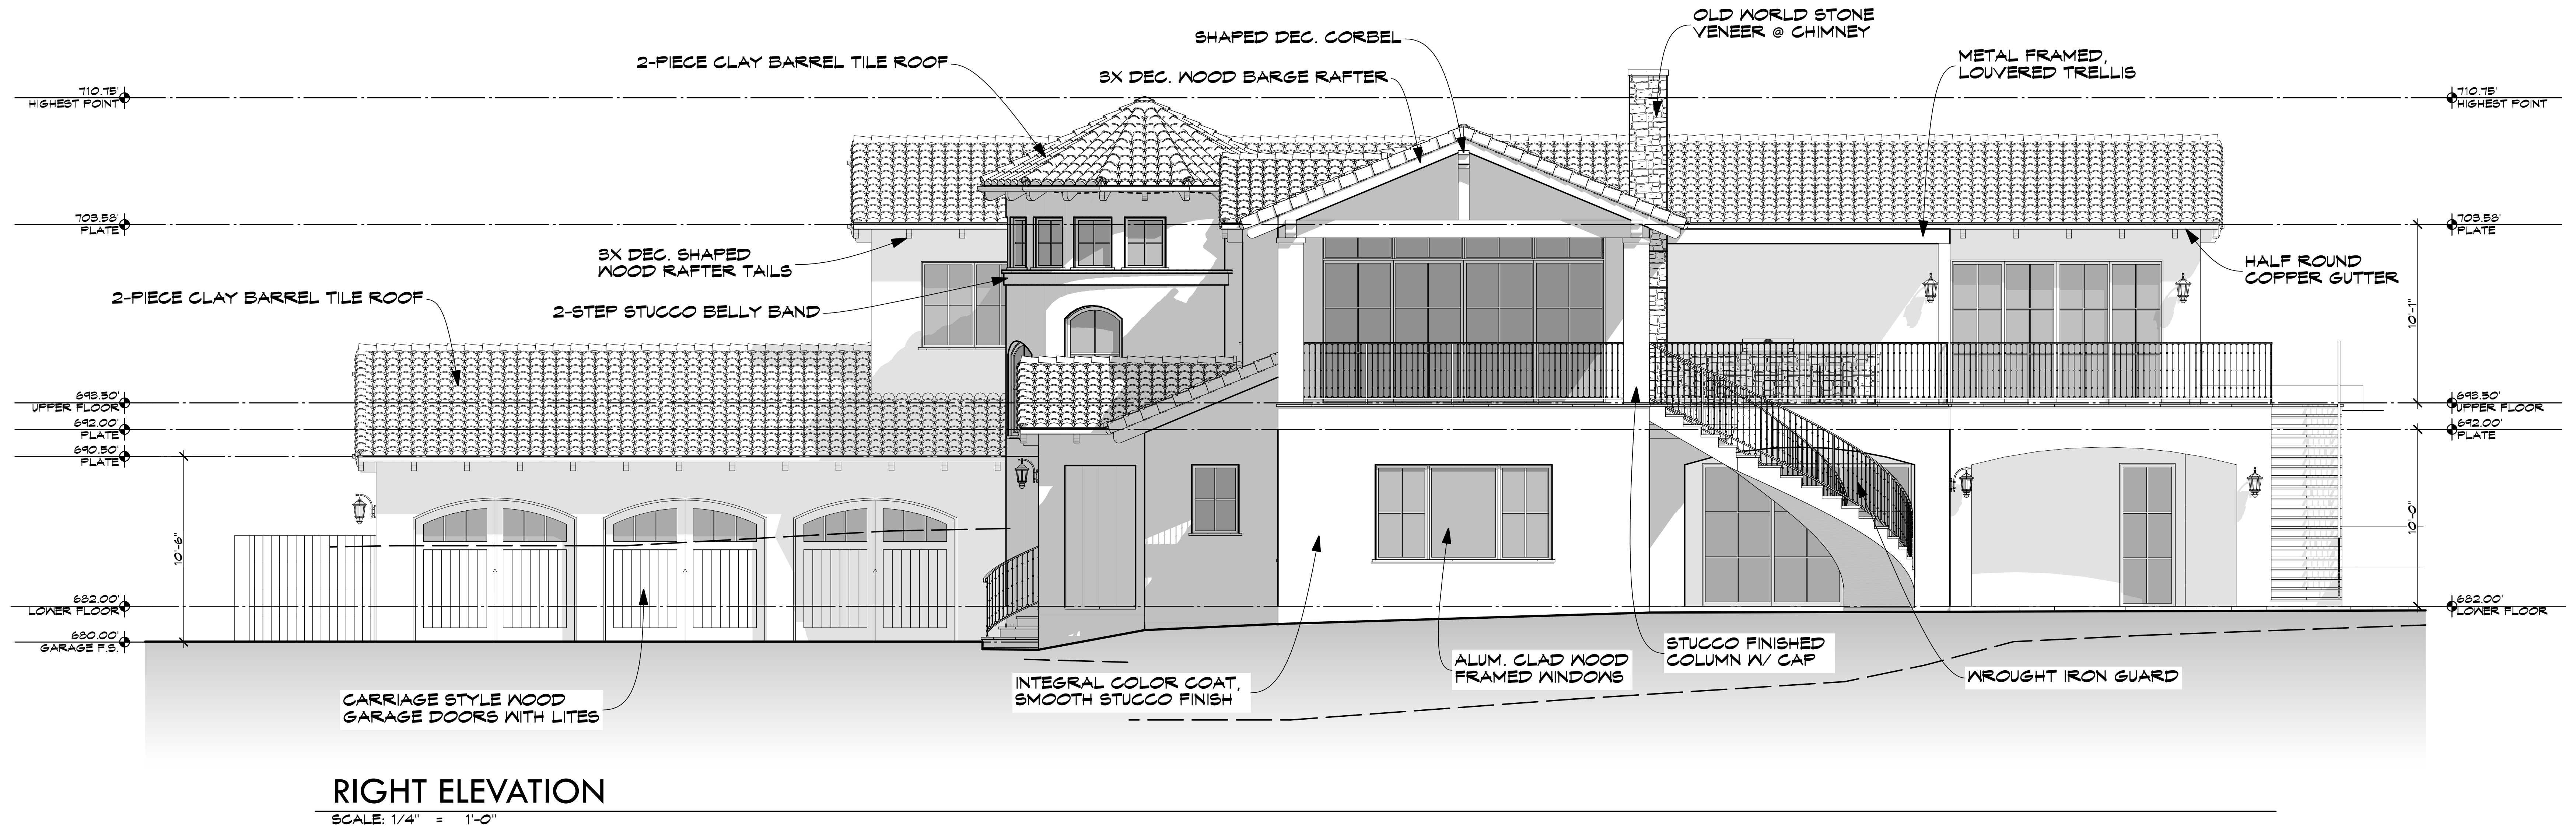 OLD WORLD STONE
VENEER @ CHIMNEY
SHAPED DEC. CORBEL
METAL FRAMED,
LOUVERED TRELLIS
2-PIECE CLAY BARREL TILE ROOF
3X DEC. WOOD BARGE RAFTER
710.75'
HIGHEST POINT
710.75'
HIGHEST POINT
703.58'
PLATE
703.58'
PLATE
3X DEC. SHAPED
WOOD RAFTER TAILS
HALF ROUND
COPPER GUTTER
2-PIECE CLAY BARREL TILE ROOF
2-STEP STUCCO BELLY BAND
10'-1"
693.50'
UPPER FLOOR
693.50'
UPPER FLOOR
692.00'
PLATE
692.00'
PLATE
690.50'
PLATE
10'-6"
10'-0"
682.00'
LOWER FLOOR
682.00'
LOWER FLOOR
680.00'
GARAGE F.S.
CARRIAGE STYLE WOOD
GARAGE DOORS WITH LITES
INTEGRAL COLOR COAT,
SMOOTH STUCCO FINISH
ALUM. CLAD WOOD
FRAMED WINDOWS
STUCCO FINISHED
COLUMN W/ CAP
WROUGHT IRON GUARD
RIGHT ELEVATION
SCALE: 1/4" = 1'-0"